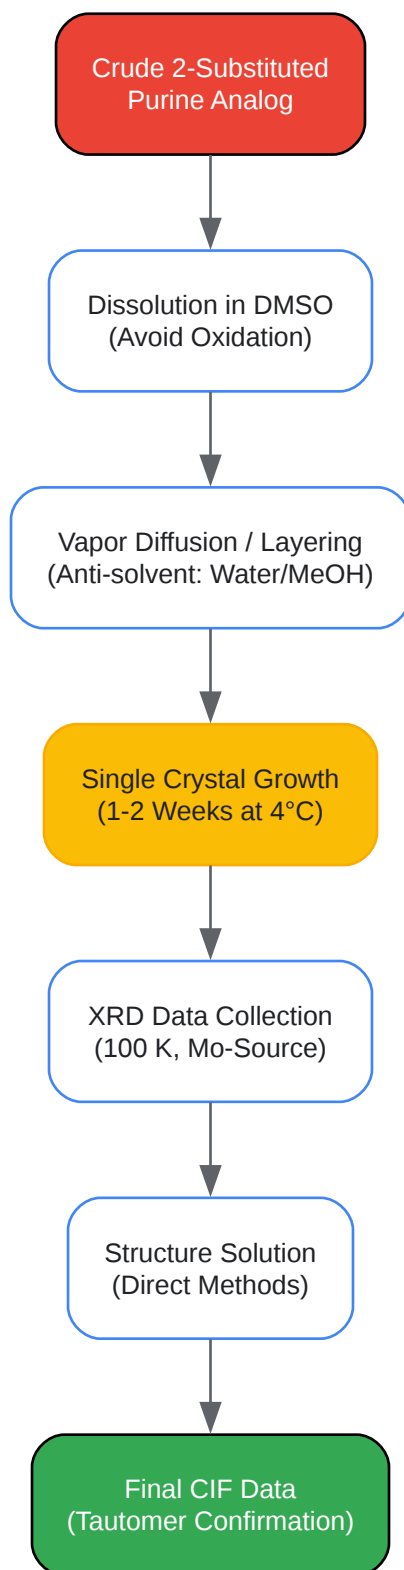 Crude 2-Substituted
Purine Analog
Dissolution in DMSO
(Avoid Oxidation)
Vapor Diffusion / Layering
(Anti-solvent: Water/MeOH)
Single Crystal Growth
(1-2 Weeks at 4°C)
XRD Data Collection
(100 K, Mo-Source)
Structure Solution
(Direct Methods)
Final CIF Data
(Tautomer Confirmation)